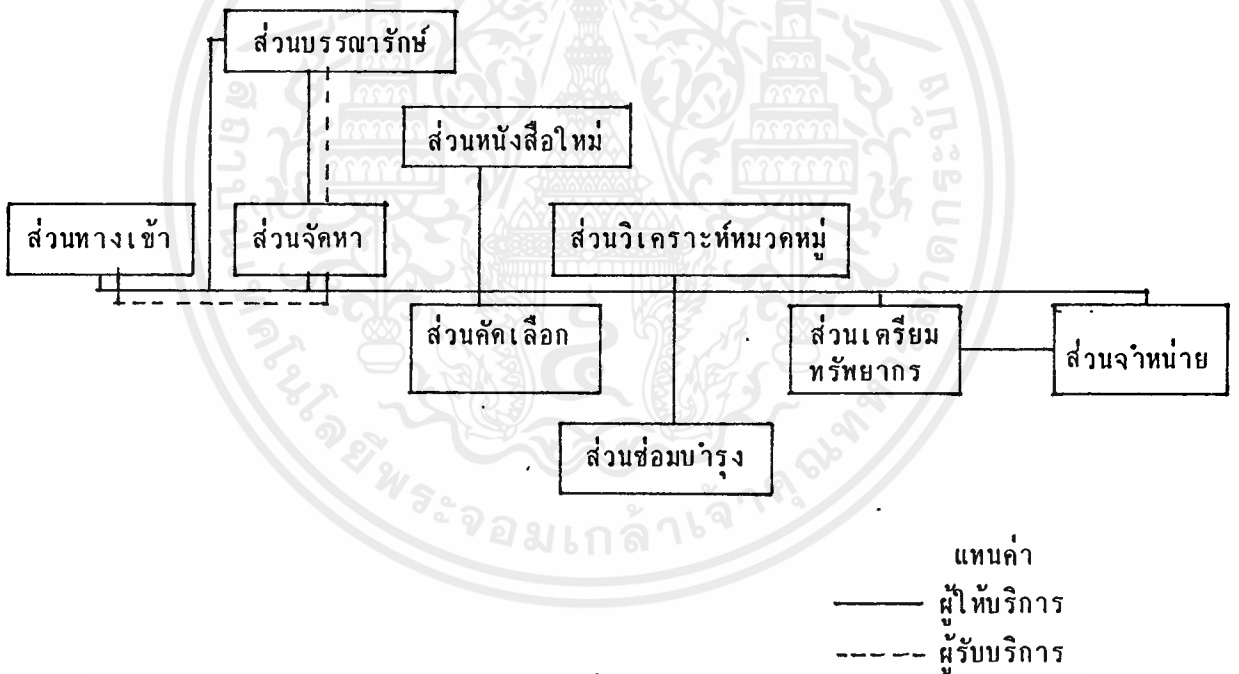 ส่วนบรรณารักษ์
ส่วนหนังสือใหม่
ส่วนทางเข้า
ส่วนจัดหา
ส่วนวิเคราะห์หมวดหมู่
ส่วนคัดเลือก
ส่วนเตรียม
ทรัพยากร
ส่วนจำหน่าย
ส่วนซ่อมบำรุง
แทนค่า
ผู้ให้บริการ
ผู้รับบริการ